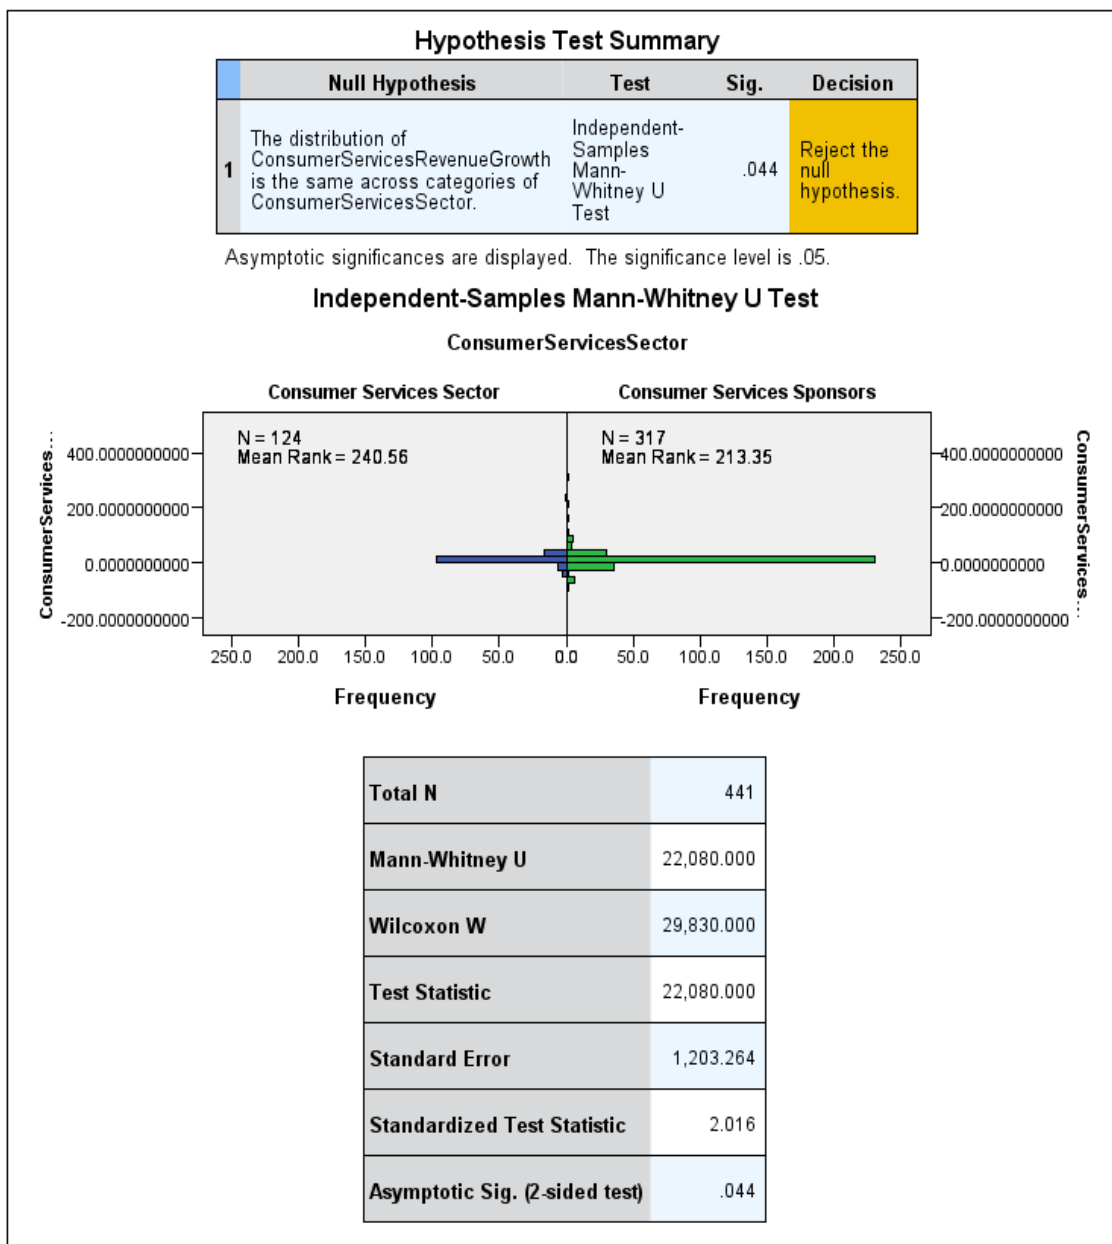 Hypothesis Test Summary
Null Hypothesis Test Sig. Decision
1
The distribution of
ConsumerServicesRevenueGrowth
is the same across categories of
ConsumerServicesSector.
Independent-
Samples
Mann-
Whitney U
Test
.044
Reject the
null
hypothesis.
Asymptotic significances are displayed. The significance level is .05.
Independent-Samples Mann-Whitney U Test
ConsumerServicesSector
Consumer Services Sector Consumer Services Sponsors
N = 124
Mean Rank = 240.56
N = 317
Mean Rank = 213.35
ConsumerServices...
400.0000000000
200.0000000000
0.0000000000
-200.0000000000
400.0000000000
200.0000000000
0.0000000000
-200.0000000000
ConsumerServices...
250.0 200.0 150.0 100.0 50.0 0.0 0.0 50.0 100.0 150.0 200.0 250.0
Frequency Frequency
Total N 441
Mann-Whitney U 22,080.000
Wilcoxon W 29,830.000
Test Statistic 22,080.000
Standard Error 1,203.264
Standardized Test Statistic 2.016
Asymptotic Sig. (2-sided test) .044